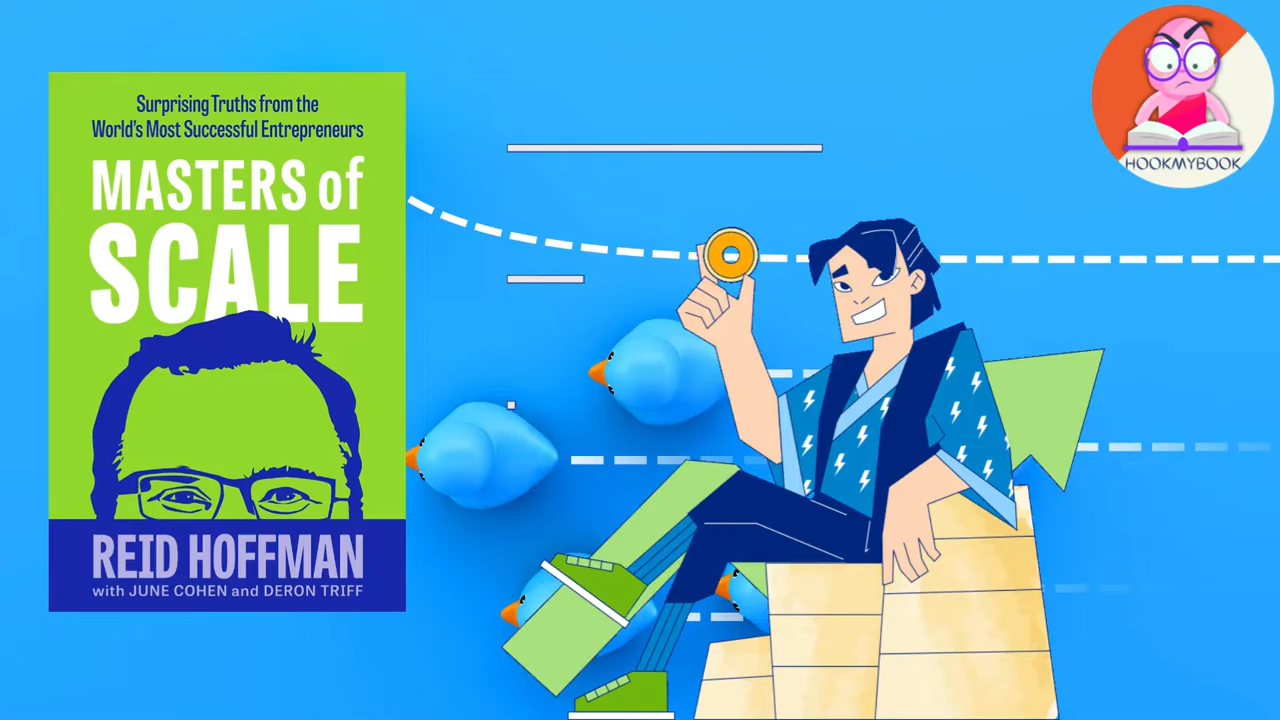 Surprising Truths from the
World's Most Successful Entrepreneurs
MASTERS of
SCALE
REID HOFFMAN
with JUNE COHEN and DERON TRIFF
HOOKMYBOOK